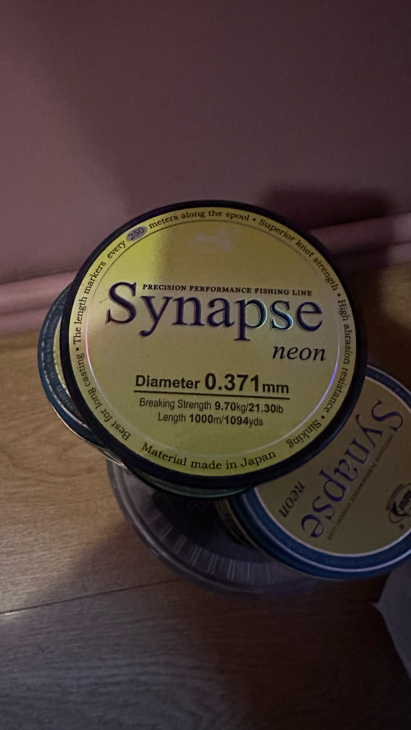 The length markers every 250 meters along the spool • Superior knot strength • High abrasion resistance • Sinking
Best for long casting •
PRECISION PERFORMANCE FISHING LINE
Synapse
neon
Diameter 0.371mm
Breaking Strength 9.70kg/21.30lb
Length 1000m/1094yds
Material made in Japan
Synapse
neon